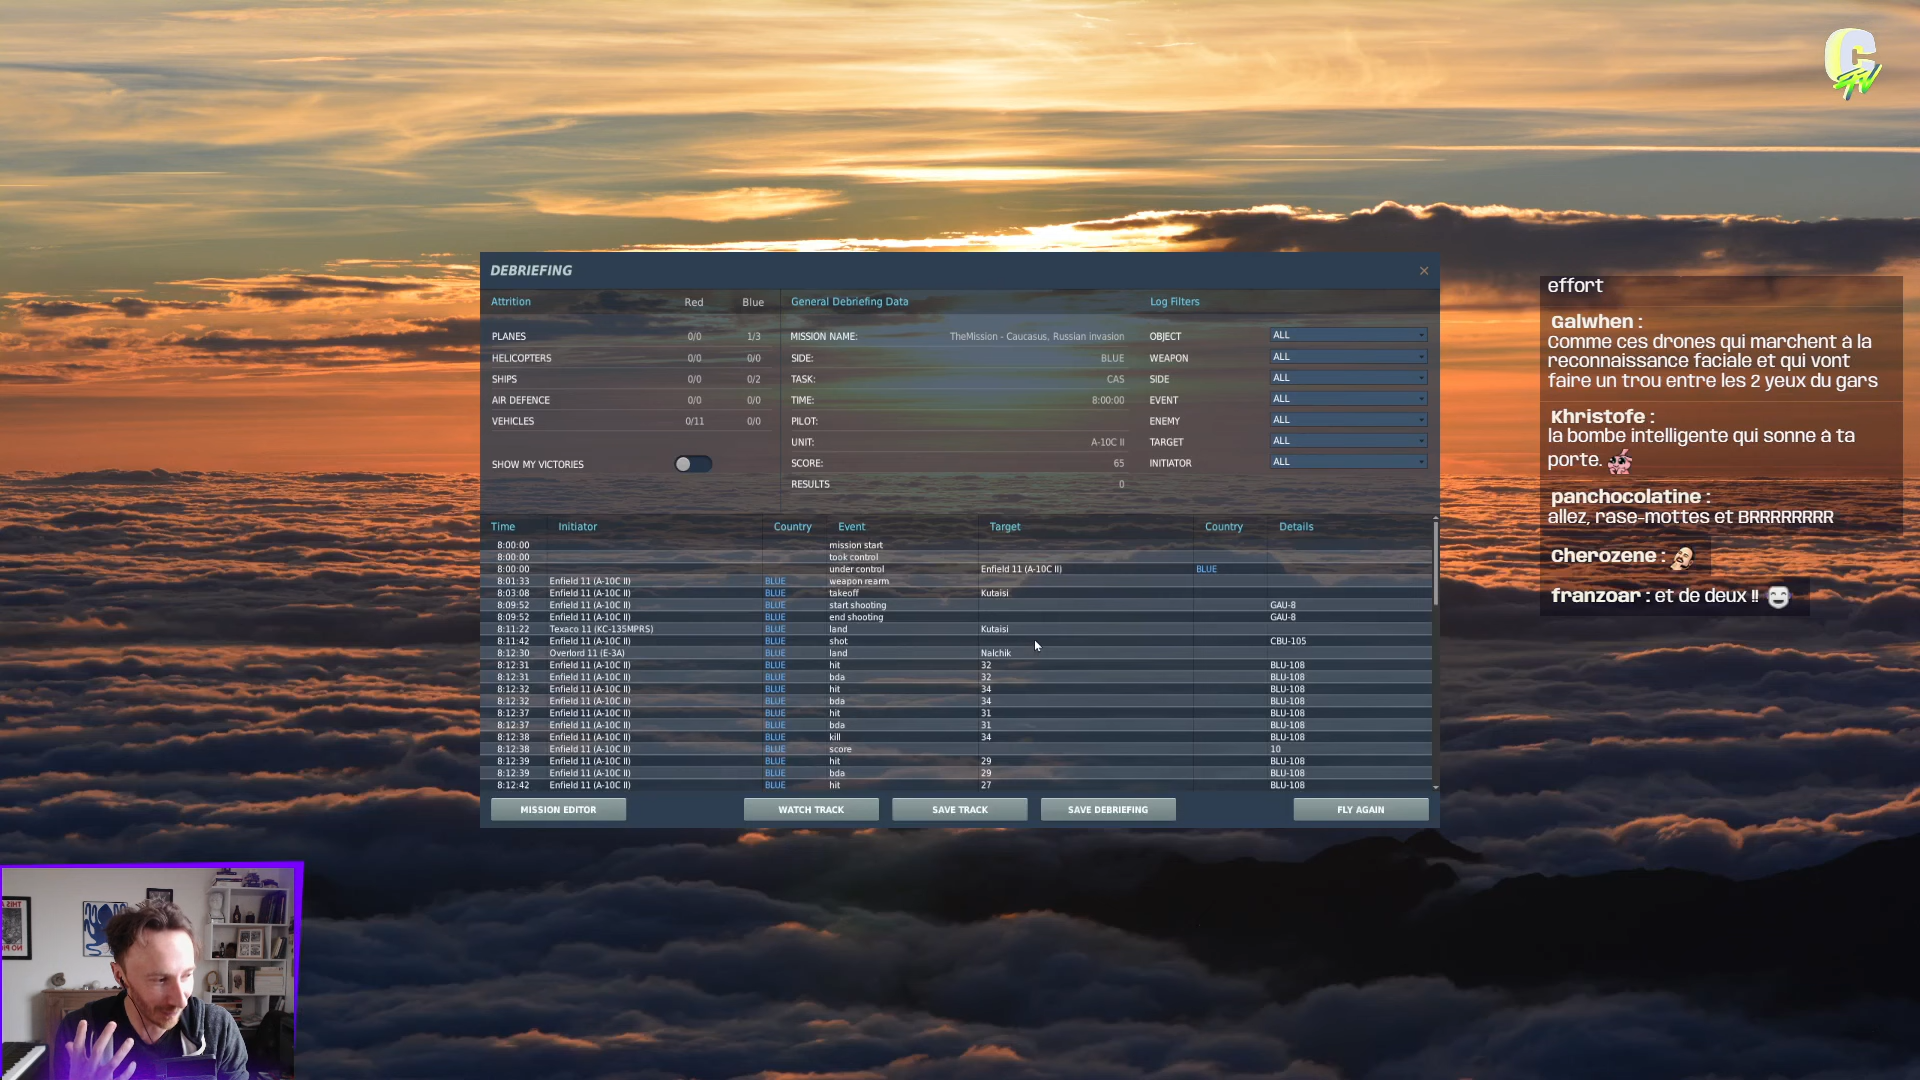 C
TV
DEBRIEFING
×
Attrition Red Blue
PLANES 0/0 1/3
HELICOPTERS 0/0 0/0
SHIPS 0/0 0/2
AIR DEFENCE 0/0 0/0
VEHICLES 0/11 0/0
SHOW MY VICTORIES
General Debriefing Data
MISSION NAME: TheMission - Caucasus, Russian invasion
SIDE: BLUE
TASK: CAS
TIME: 8:00:00
PILOT:
UNIT: A-10C II
SCORE: 65
RESULTS 0
Log Filters
OBJECT ALL
WEAPON ALL
SIDE ALL
EVENT ALL
ENEMY ALL
TARGET ALL
INITIATOR ALL
Time Initiator Country Event Target Country Details
8:00:00 mission start
8:00:00 took control
8:00:00 under control Enfield 11 (A-10C II) BLUE
8:01:33 Enfield 11 (A-10C II) BLUE weapon rearm
8:03:08 Enfield 11 (A-10C II) BLUE takeoff Kutaisi
8:09:52 Enfield 11 (A-10C II) BLUE start shooting GAU-8
8:09:52 Enfield 11 (A-10C II) BLUE end shooting GAU-8
8:11:22 Texaco 11 (KC-135MPRS) BLUE land Kutaisi
8:11:42 Enfield 11 (A-10C II) BLUE shot CBU-105
8:12:30 Overlord 11 (E-3A) BLUE land Nalchik
8:12:31 Enfield 11 (A-10C II) BLUE hit 32 BLU-108
8:12:31 Enfield 11 (A-10C II) BLUE bda 32 BLU-108
8:12:32 Enfield 11 (A-10C II) BLUE hit 34 BLU-108
8:12:32 Enfield 11 (A-10C II) BLUE bda 34 BLU-108
8:12:37 Enfield 11 (A-10C II) BLUE hit 31 BLU-108
8:12:37 Enfield 11 (A-10C II) BLUE bda 31 BLU-108
8:12:38 Enfield 11 (A-10C II) BLUE kill 34 BLU-108
8:12:38 Enfield 11 (A-10C II) BLUE score 10
8:12:39 Enfield 11 (A-10C II) BLUE hit 29 BLU-108
8:12:39 Enfield 11 (A-10C II) BLUE bda 29 BLU-108
8:12:42 Enfield 11 (A-10C II) BLUE hit 27 BLU-108
MISSION EDITOR WATCH TRACK SAVE TRACK SAVE DEBRIEFING FLY AGAIN
effort
Galwhen :
Comme ces drones qui marchent à la
reconnaissance faciale et qui vont
faire un trou entre les 2 yeux du gars
Khristofe :
la bombe intelligente qui sonne à ta
porte.
panchocolatine :
allez, rase-mottes et BRRRRRRRR
Cherozene :
franzoar : et de deux !!